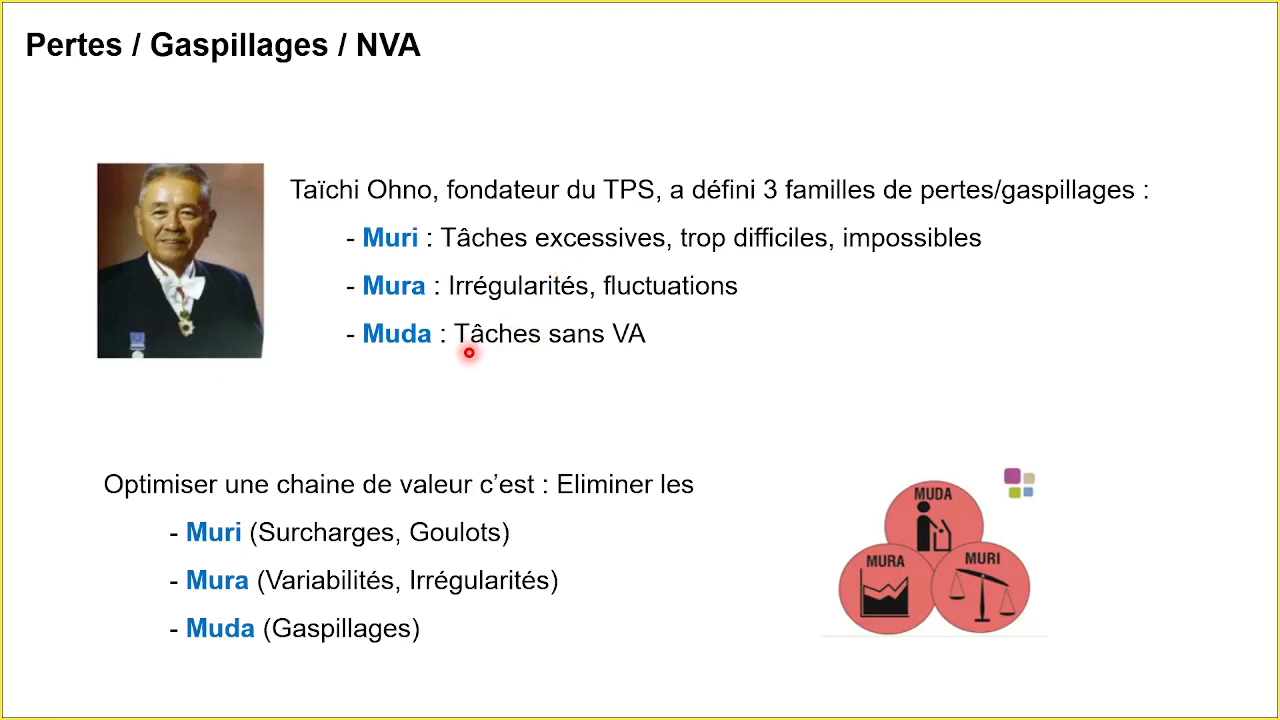 Pertes / Gaspillages / NVA
Taïchi Ohno, fondateur du TPS, a défini 3 familles de pertes/gaspillages :
- Muri : Tâches excessives, trop difficiles, impossibles
- Mura : Irrégularités, fluctuations
- Muda : Tâches sans VA
Optimiser une chaine de valeur c’est : Eliminer les
- Muri (Surcharges, Goulots)
- Mura (Variabilités, Irrégularités)
- Muda (Gaspillages)
MUDA
MURA
MURI